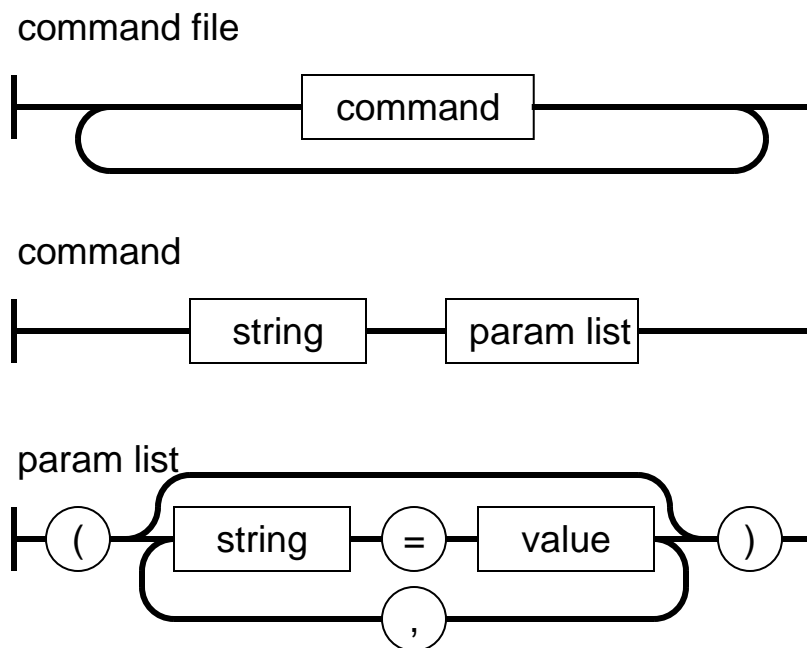 command file
command
command
string param list
param list
( string = value )
,